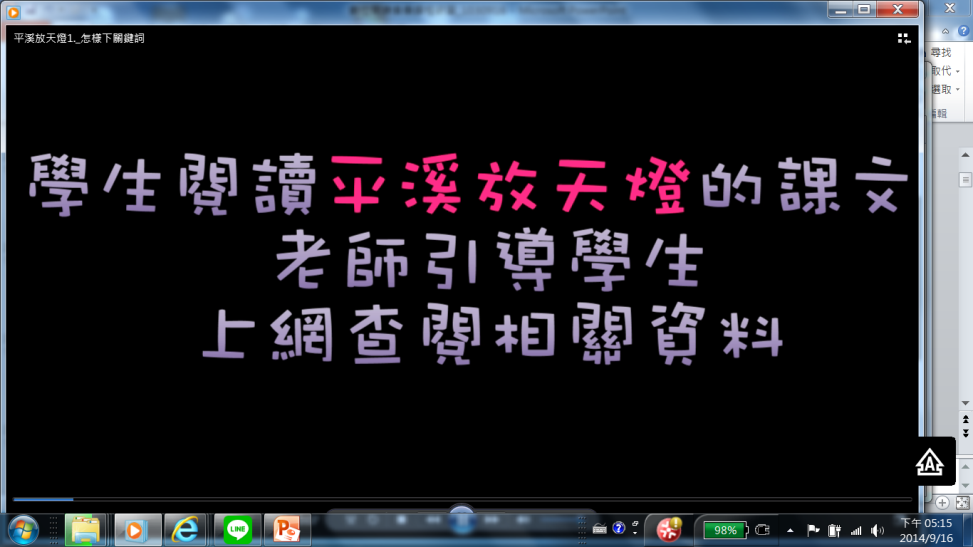 平溪放天燈1._怎樣下關鍵詞
尋找
取代
選取
編輯
學生閱讀平溪放天燈的課文
老師引導學生
上網查閱相關資料
A
LINE
98%
下午 05:15
2014/9/16